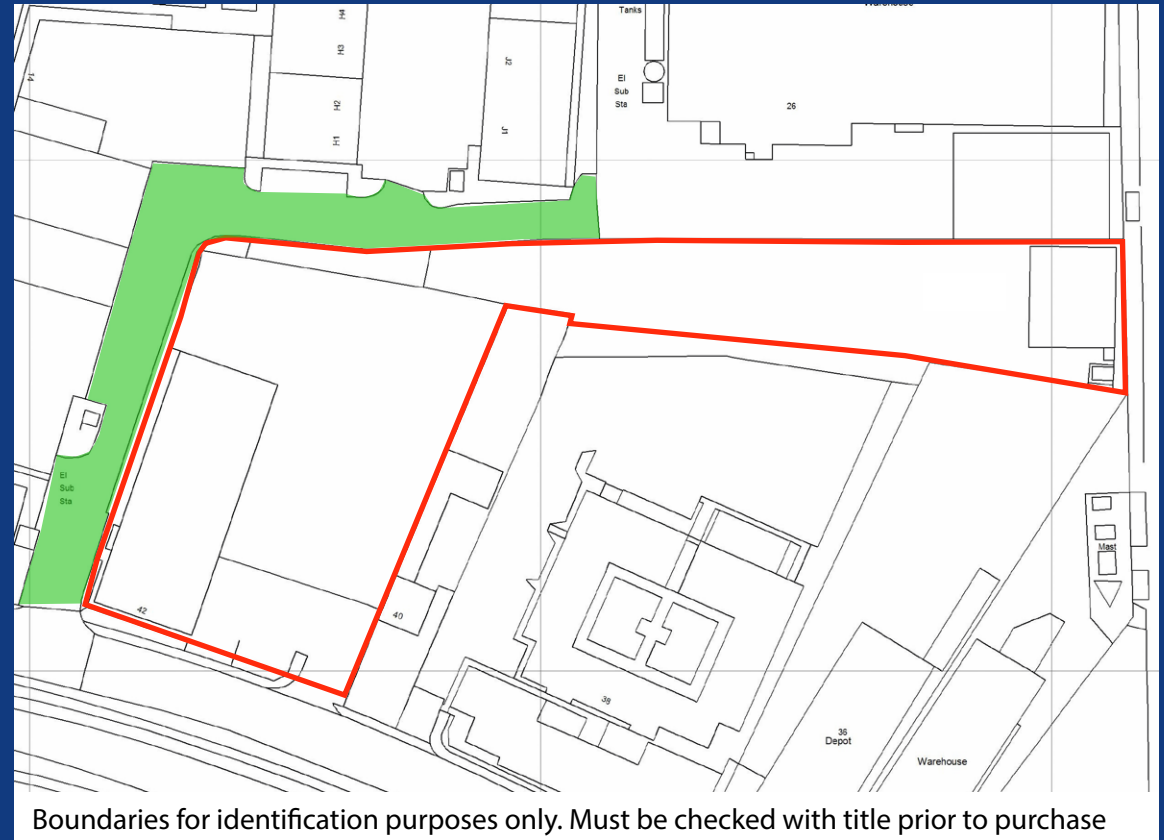 Tanks
Warehouse
H4
H3
H2
H1
J2
J1
14
El
Sub
Sta
26
El
Sub
Sta
Mast
42
40
38
36
Depot
Warehouse
Boundaries for identification purposes only. Must be checked with title prior to purchase